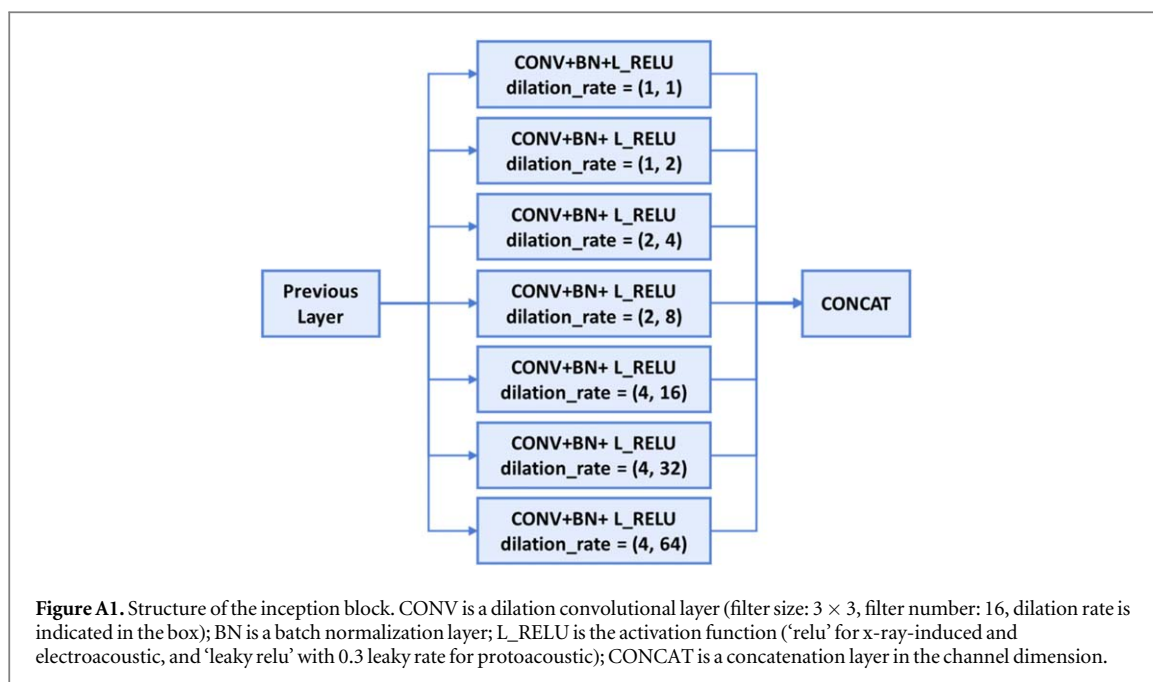 CONV+BN+L_RELU
dilation_rate = (1, 1)
CONV+BN+ L_RELU
dilation_rate = (1, 2)
CONV+BN+ L_RELU
dilation_rate = (2, 4)
Previous
Layer
CONV+BN+ L_RELU
dilation_rate = (2, 8)
CONCAT
CONV+BN+ L_RELU
dilation_rate = (4, 16)
CONV+BN+ L_RELU
dilation_rate = (4, 32)
CONV+BN+ L_RELU
dilation_rate = (4, 64)
Figure A1. Structure of the inception block. CONV is a dilation convolutional layer (filter size: 3 × 3, filter number: 16, dilation rate is
indicated in the box); BN is a batch normalization layer; L_RELU is the activation function (‘relu’ for x-ray-induced and
electroacoustic, and ‘leaky relu’ with 0.3 leaky rate for protoacoustic); CONCAT is a concatenation layer in the channel dimension.